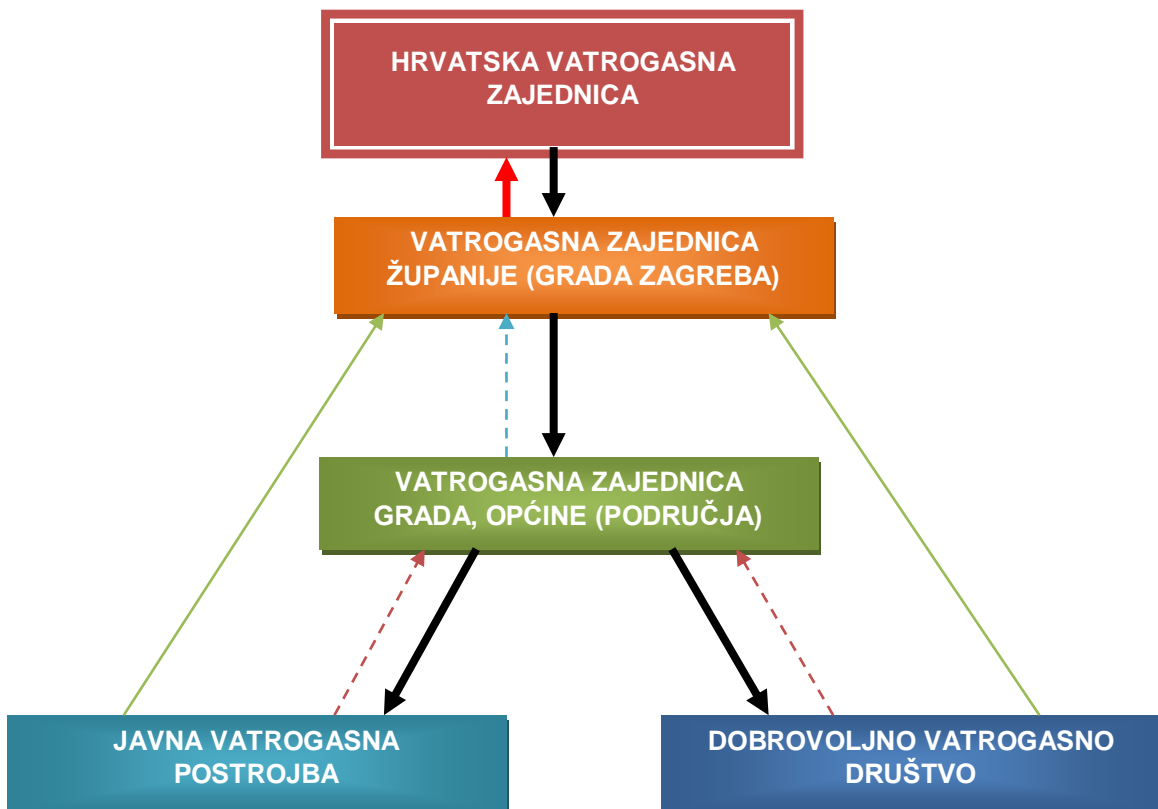 HRVATSKA VATROGASNA
ZAJEDNICA
VATROGASNA ZAJEDNICA
ŽUPANIJE (GRADA ZAGREBA)
VATROGASNA ZAJEDNICA
GRADA, OPĆINE (PODRUČJA)
JAVNA VATROGASNA
POSTROJBA
DOBROVOLJNO VATROGASNO
DRUŠTVO